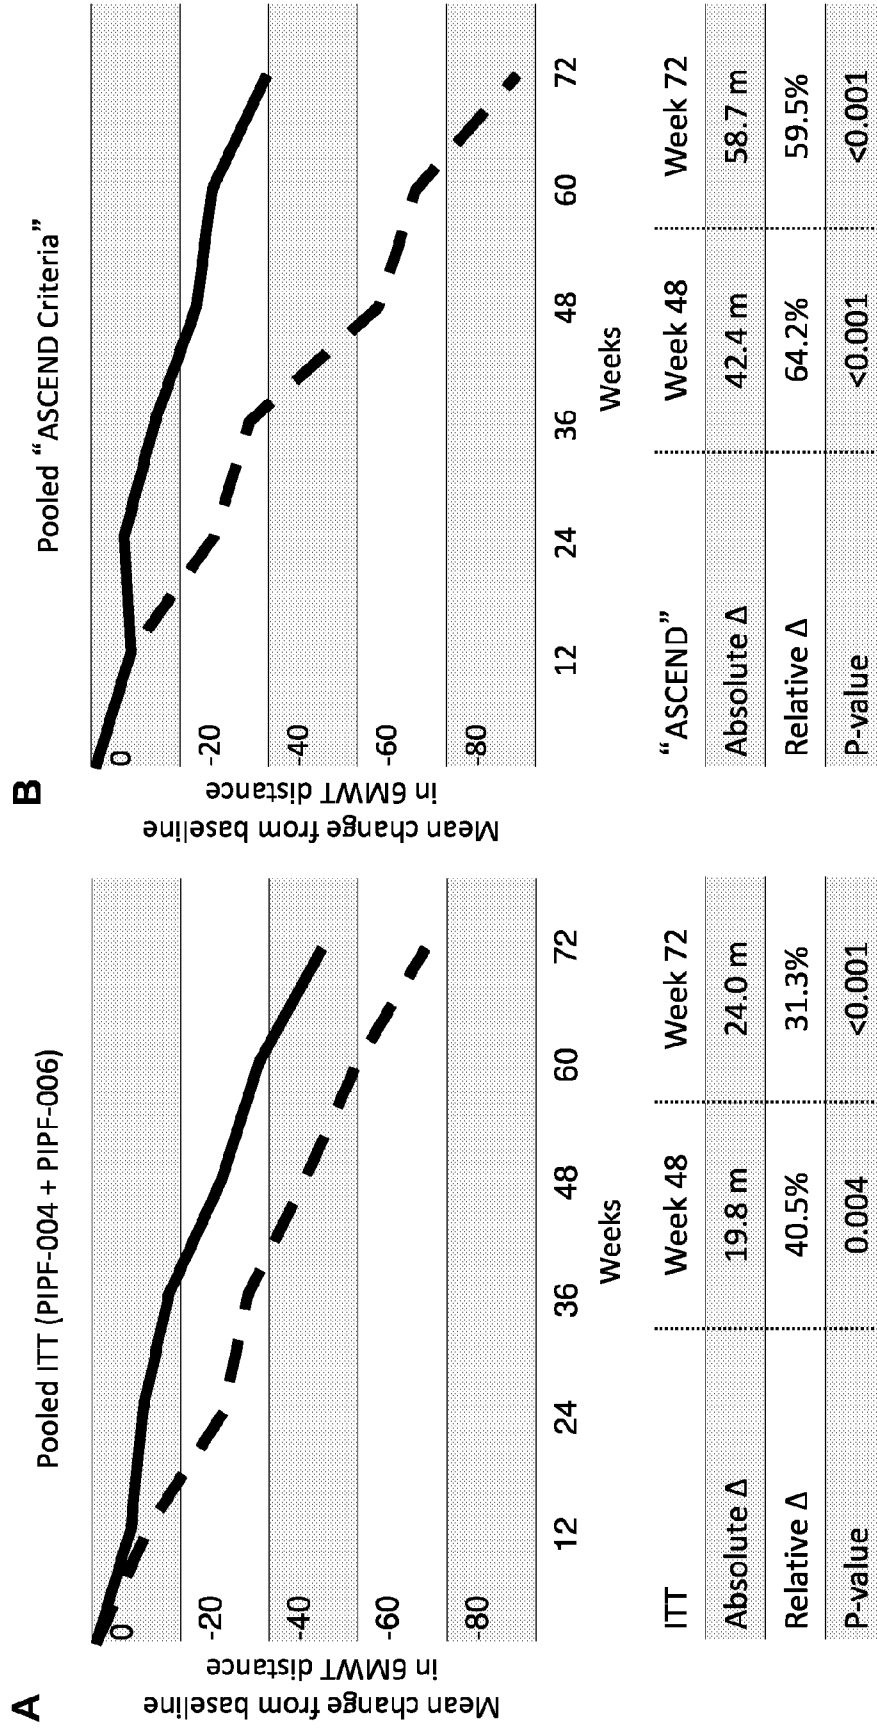 A
Pooled ITT (PIPF-004 + PIPF-006)
Mean change from baseline
in 6MWT distance
0
-20
-40
-60
-80
12 24 36 48 60 72
Weeks
ITT Week 48 Week 72
Absolute Δ 19.8 m 24.0 m
Relative Δ 40.5% 31.3%
P-value 0.004 <0.001
B
Pooled “ASCEND Criteria”
Mean change from baseline
in 6MWT distance
0
-20
-40
-60
-80
12 24 36 48 60 72
Weeks
“ASCEND” Week 48 Week 72
Absolute Δ 42.4 m 58.7 m
Relative Δ 64.2% 59.5%
P-value <0.001 <0.001